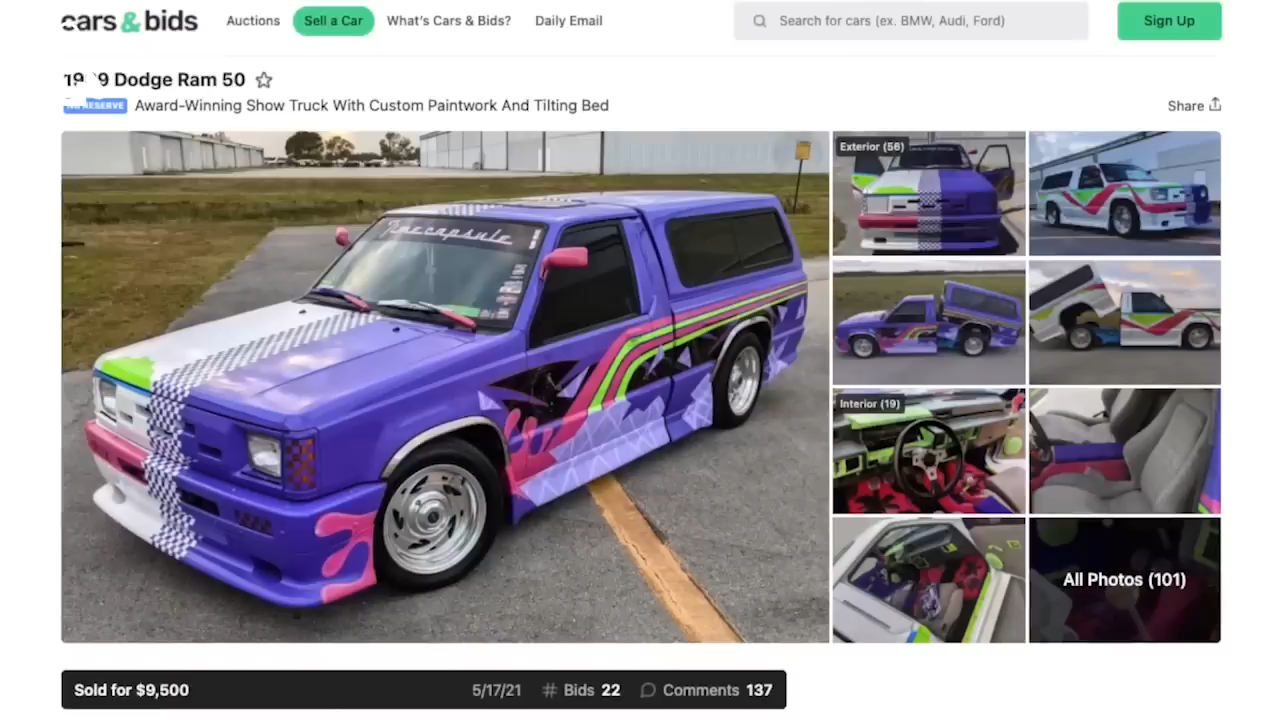 cars & bids
Auctions
Sell a Car
What's Cars & Bids?
Daily Email
Search for cars (ex. BMW, Audi, Ford)
Sign Up
Dodge Ram 50
RESERVE
Award-Winning Show Truck With Custom Paintwork And Tilting Bed
Share
Timecapsule
Exterior (56)
Interior (19)
All Photos (101)
Sold for $9,500
5/17/21
# Bids 22
Comments 137